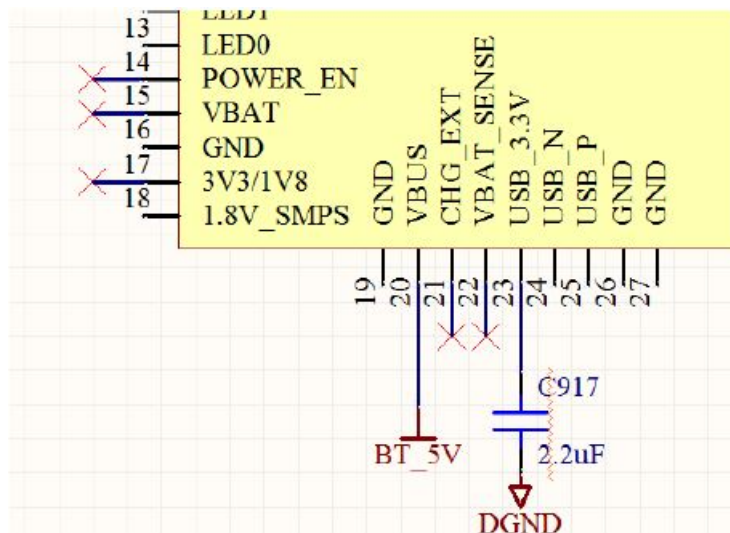 13
LED0
14
POWER_EN
15
VBAT
16
GND
17
3V3/1V8
18
1.8V_SMPS
GND
VBUS
CHG_EXT
VBAT_SENSE
USB_3.3V
USB_N
USB_P
GND
GND
19
20
21
22
23
24
25
26
27
C917
BT_5V
2.2uF
DGND